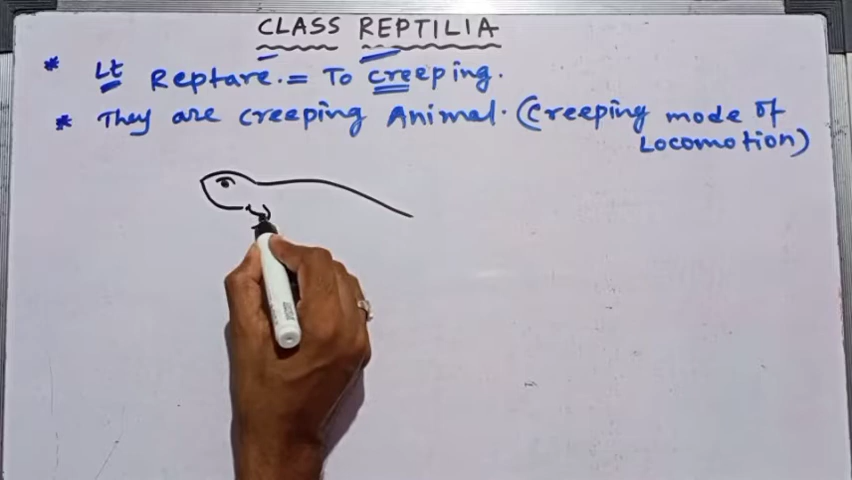 CLASS REPTILIA
* Lt Reptare. = To creeping.
* They are creeping Animal. (Creeping mode of
Locomotion)